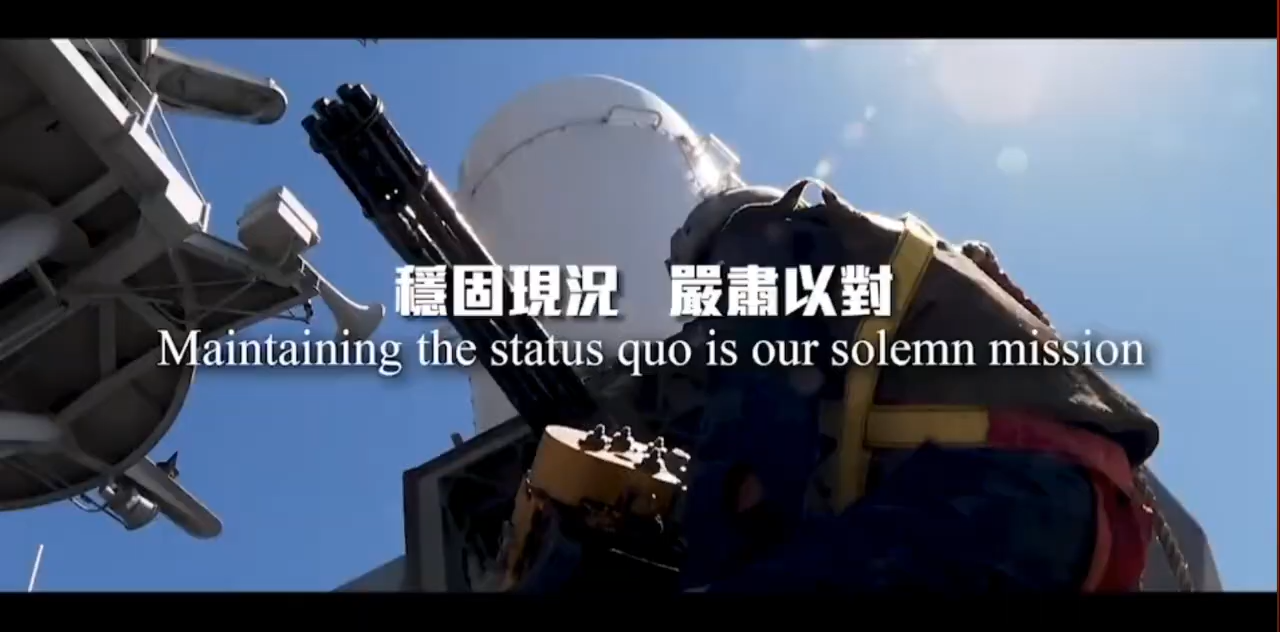 穩固現況 嚴肅以對
Maintaining the status quo is our solemn mission